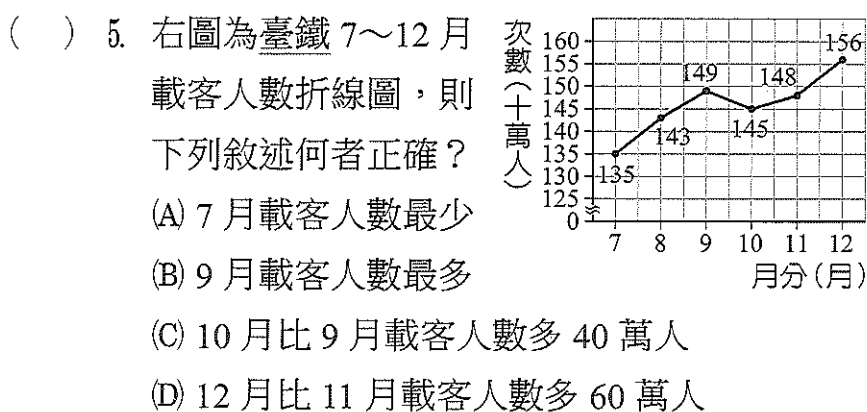 (　) 5. 右圖為臺鐵 7～12 月
載客人數折線圖，則
下列敘述何者正確？
(A) 7 月載客人數最少
(B) 9 月載客人數最多
(C) 10 月比 9 月載客人數多 40 萬人
(D) 12 月比 11 月載客人數多 60 萬人
次數(十萬人)
160
155
150
145
140
135
130
125
0
135
143
149
145
148
156
7 8 9 10 11 12
月分(月)